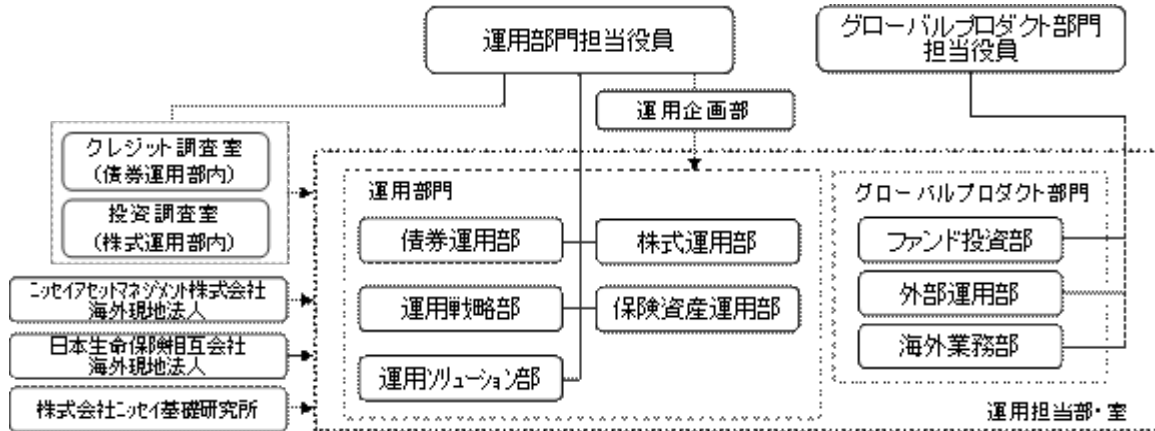 運用部門担当役員
グローバルプロダクト部門
担当役員
運用企画部
クレジット調査室
(債券運用部内)
投資調査室
(株式運用部内)
ニッセイアセットマネジメント株式会社
海外現地法人
日本生命保険相互会社
海外現地法人
株式会社ニッセイ基礎研究所
運用部門
債券運用部
株式運用部
運用戦略部
保険資産運用部
運用ソリューション部
グローバルプロダクト部門
ファンド投資部
外部運用部
海外業務部
運用担当部・室